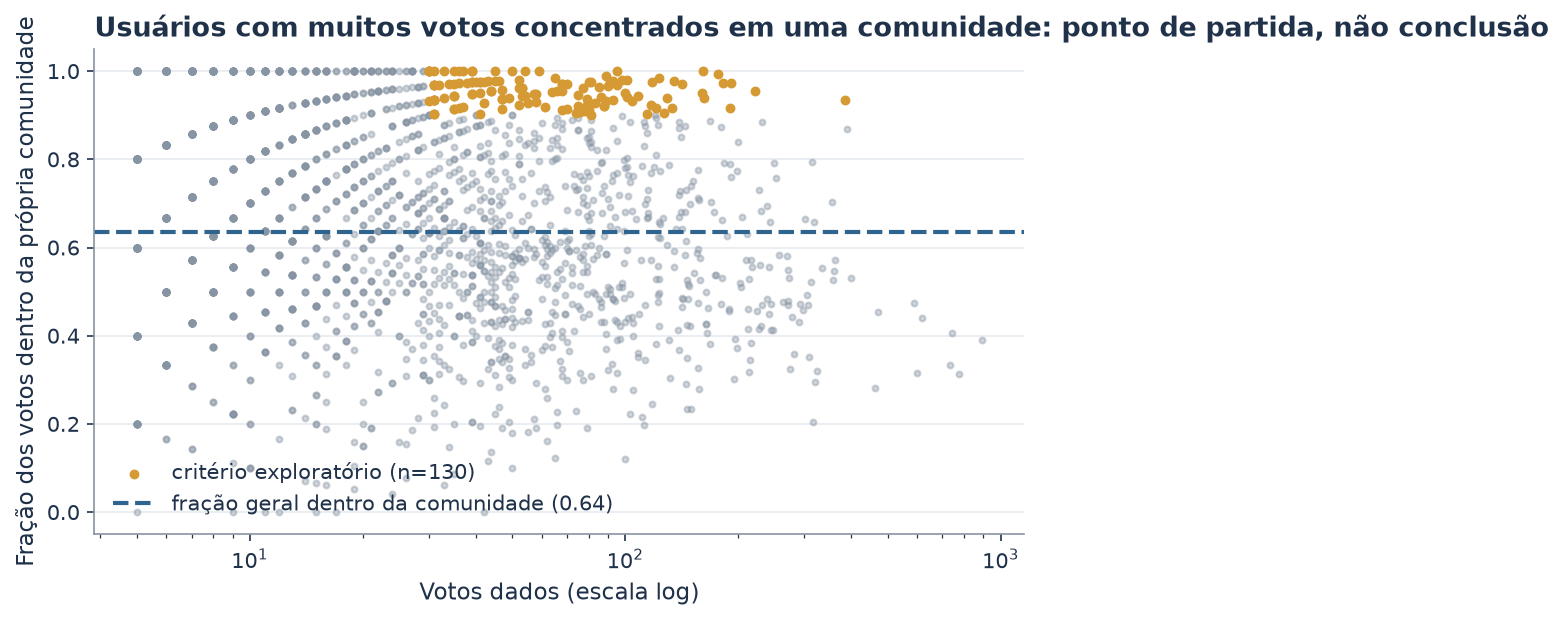 Usuários com muitos votos concentrados em uma comunidade: ponto de partida, não conclusão
Fração dos votos dentro da própria comunidade
1.0
0.8
0.6
0.4
0.2
0.0
critério exploratório (n=130)
fração geral dentro da comunidade (0.64)
10¹
10²
10³
Votos dados (escala log)